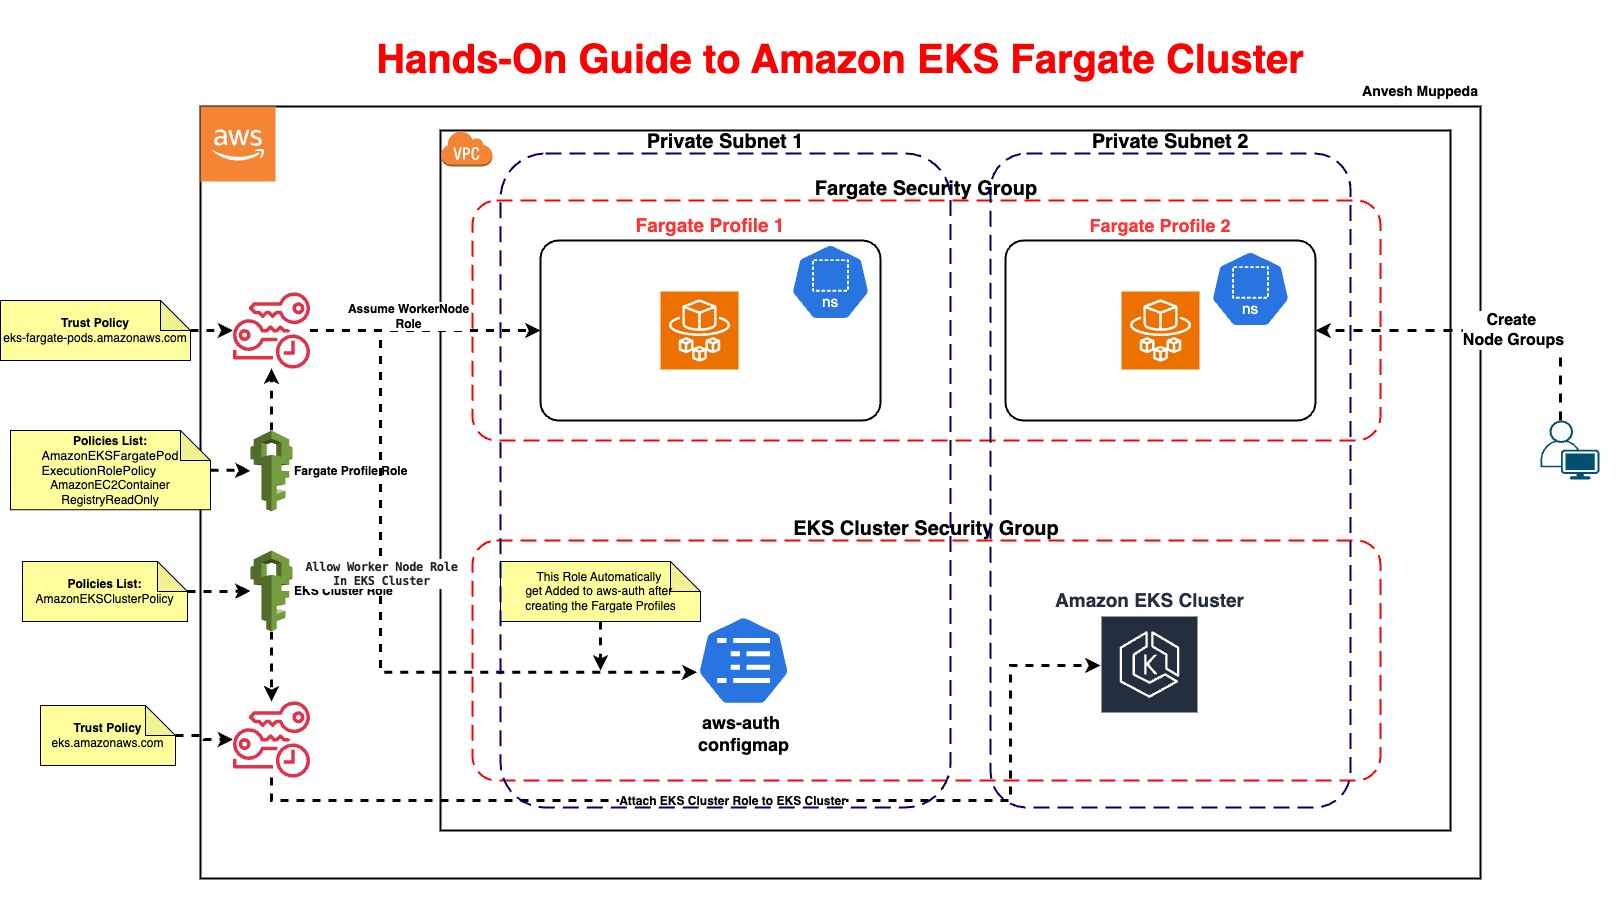 Hands-On Guide to Amazon EKS Fargate Cluster
Anvesh Muppeda
aws
VPC
Private Subnet 1
Private Subnet 2
Fargate Security Group
Fargate Profile 1
Fargate Profile 2
ns
ns
Trust Policy
eks-fargate-pods.amazonaws.com
Assume WorkerNode
Role
Create
Node Groups
Policies List:
AmazonEKSFargatePod
ExecutionRolePolicy
AmazonEC2Container
RegistryReadOnly
Fargate Profile Role
EKS Cluster Security Group
Policies List:
AmazonEKSClusterPolicy
Allow Worker Node Role
In EKS Cluster
EKS Cluster Role
This Role Automatically
get Added to aws-auth after
creating the Fargate Profiles
Amazon EKS Cluster
K
aws-auth
configmap
Trust Policy
eks.amazonaws.com
Attach EKS Cluster Role to EKS Cluster